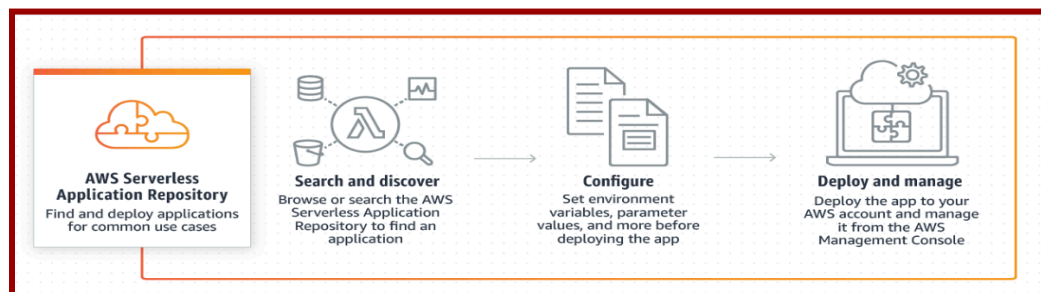 AWS Serverless
Application Repository
Find and deploy applications
for common use cases
Search and discover
Browse or search the AWS
Serverless Application
Repository to find an
application
Configure
Set environment
variables, parameter
values, and more before
deploying the app
Deploy and manage
Deploy the app to your
AWS account and manage
it from the AWS
Management Console